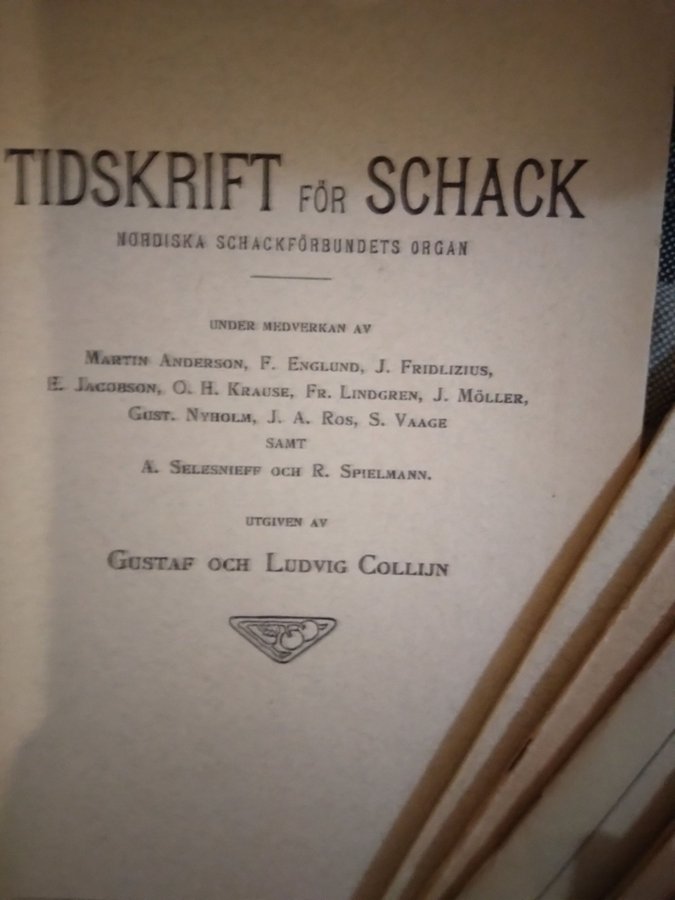 TIDSKRIFT FÖR SCHACK
NORDISKA SCHACKFÖRBUNDETS ORGAN
UNDER MEDVERKAN AV
MARTIN ANDERSON, F. ENGLUND, J. FRIDLIZIUS,
E. JACOBSON, O. H. KRAUSE, FR. LINDGREN, J. MÖLLER,
GUST. NYHOLM, J. A. ROS, S. VAAGE
SAMT
A. SELESNIEFF OCH R. SPIELMANN.
UTGIVEN AV
GUSTAF OCH LUDVIG COLLIJN